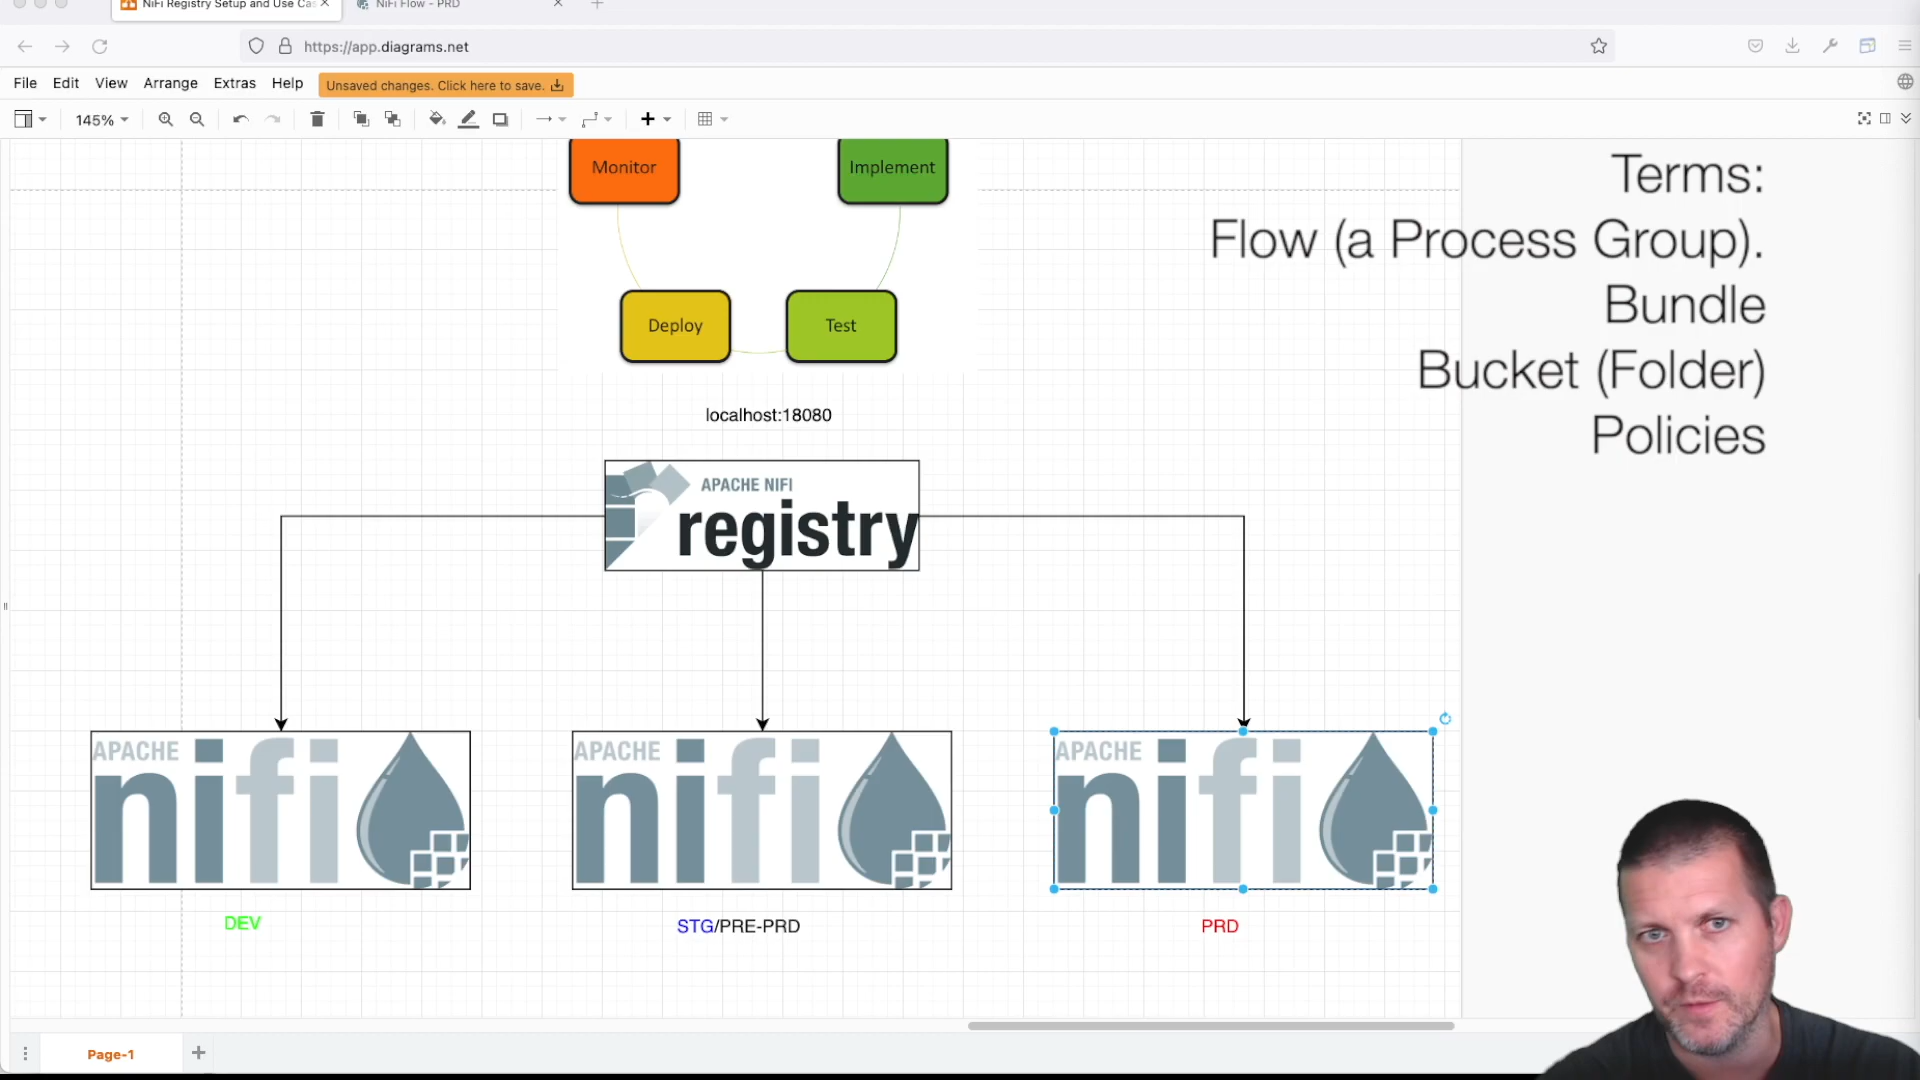 NiFi Registry Setup and Use Cas
NiFi Flow - PRD
https://app.diagrams.net
File Edit View Arrange Extras Help Unsaved changes. Click here to save.
145%
Monitor
Implement
Deploy
Test
Terms:
Flow (a Process Group).
Bundle
Bucket (Folder)
Policies
localhost:18080
APACHE NIFI
registry
APACHE
nifi
APACHE
nifi
APACHE
nifi
DEV
STG/PRE-PRD
PRD
Page-1